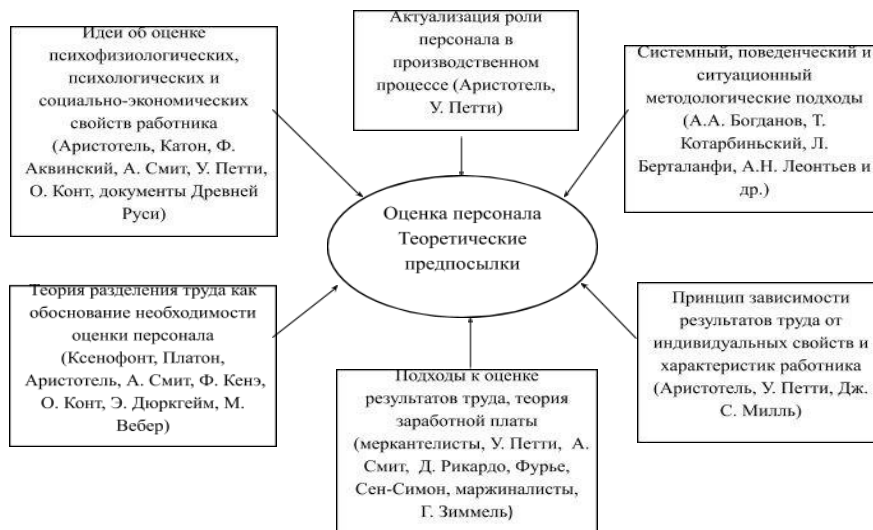 Идеи об оценке
психофизиологических,
психологических и
социально-экономических
свойств работника
(Аристотель, Катон, Ф.
Аквинский, А. Смит, У. Петти,
О. Конт, документы Древней
Руси)
Актуализация роли
персонала в
производственном
процессе (Аристотель,
У. Петти)
Системный, поведенческий и
ситуационный
методологические подходы
(А.А. Богданов, Т.
Котарбиньский, Л.
Берталанфи, А.Н. Леонтьев и
др.)
Оценка персонала
Теоретические
предпосылки
Теория разделения труда как
обоснование необходимости
оценки персонала
(Ксенофонт, Платон,
Аристотель, А. Смит, Ф. Кенэ,
О. Конт, Э. Дюркгейм, М.
Вебер)
Подходы к оценке
результатов труда, теория
заработной платы
(меркантелисты, У. Петти, А.
Смит, Д. Рикардо, Фурье,
Сен-Симон, маржиналисты,
Г. Зиммель)
Принцип зависимости
результатов труда от
индивидуальных свойств и
характеристик работника
(Аристотель, У. Петти, Дж.
С. Милль)